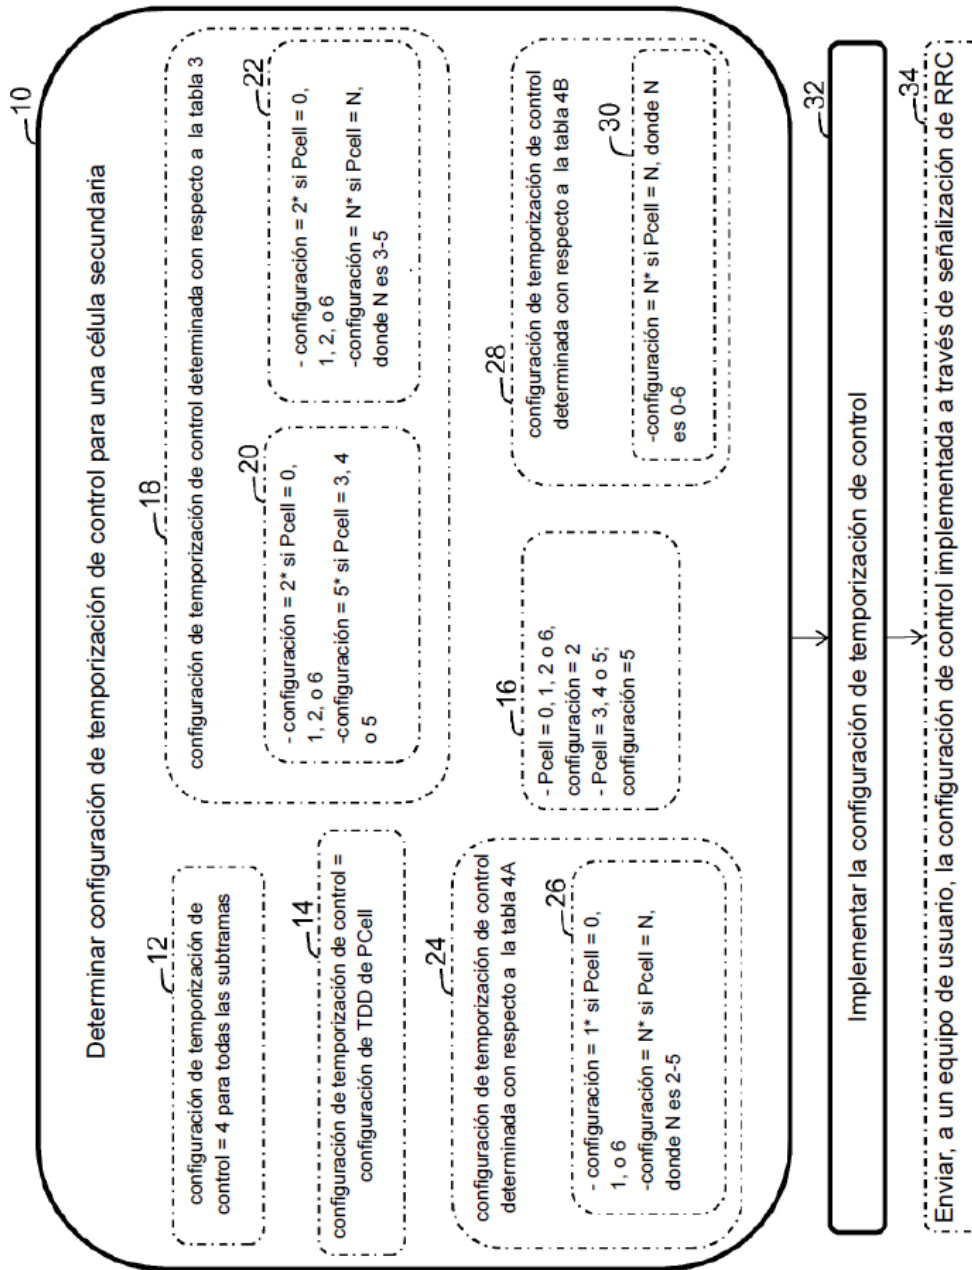 10
Determinar configuración de temporización de control para una célula secundaria
12
configuración de temporización de
control = 4 para todas las subtramas
14
configuración de temporización de control =
configuración de TDD de PCell
18
configuración de temporización de control determinada con respecto a la tabla 3
20
- configuración = 2* si Pcell = 0,
1, 2, o 6
-configuración = 5* si Pcell = 3, 4
o 5
22
- configuración = 2* si Pcell = 0,
1, 2, o 6
-configuración = N* si Pcell = N,
donde N es 3-5
24
configuración de temporización de control
determinada con respecto a la tabla 4A
26
- configuración = 1* si Pcell = 0,
1, o 6
-configuración = N* si Pcell = N,
donde N es 2-5
16
- Pcell = 0, 1, 2 o 6,
configuración = 2
- Pcell = 3, 4 o 5;
configuración =5
28
configuración de temporización de control
determinada con respecto a la tabla 4B
30
-configuración = N* si Pcell = N, donde N
es 0-6
32
Implementar la configuración de temporización de control
34
Enviar, a un equipo de usuario, la configuración de control implementada a través de señalización de RRC